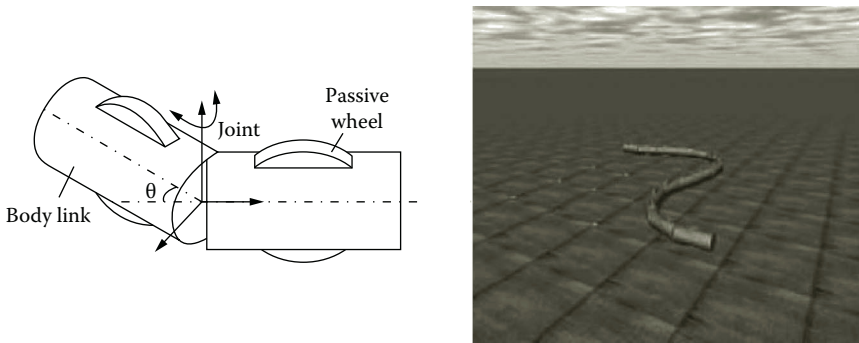 Passive
wheel
Joint
θ
Body link